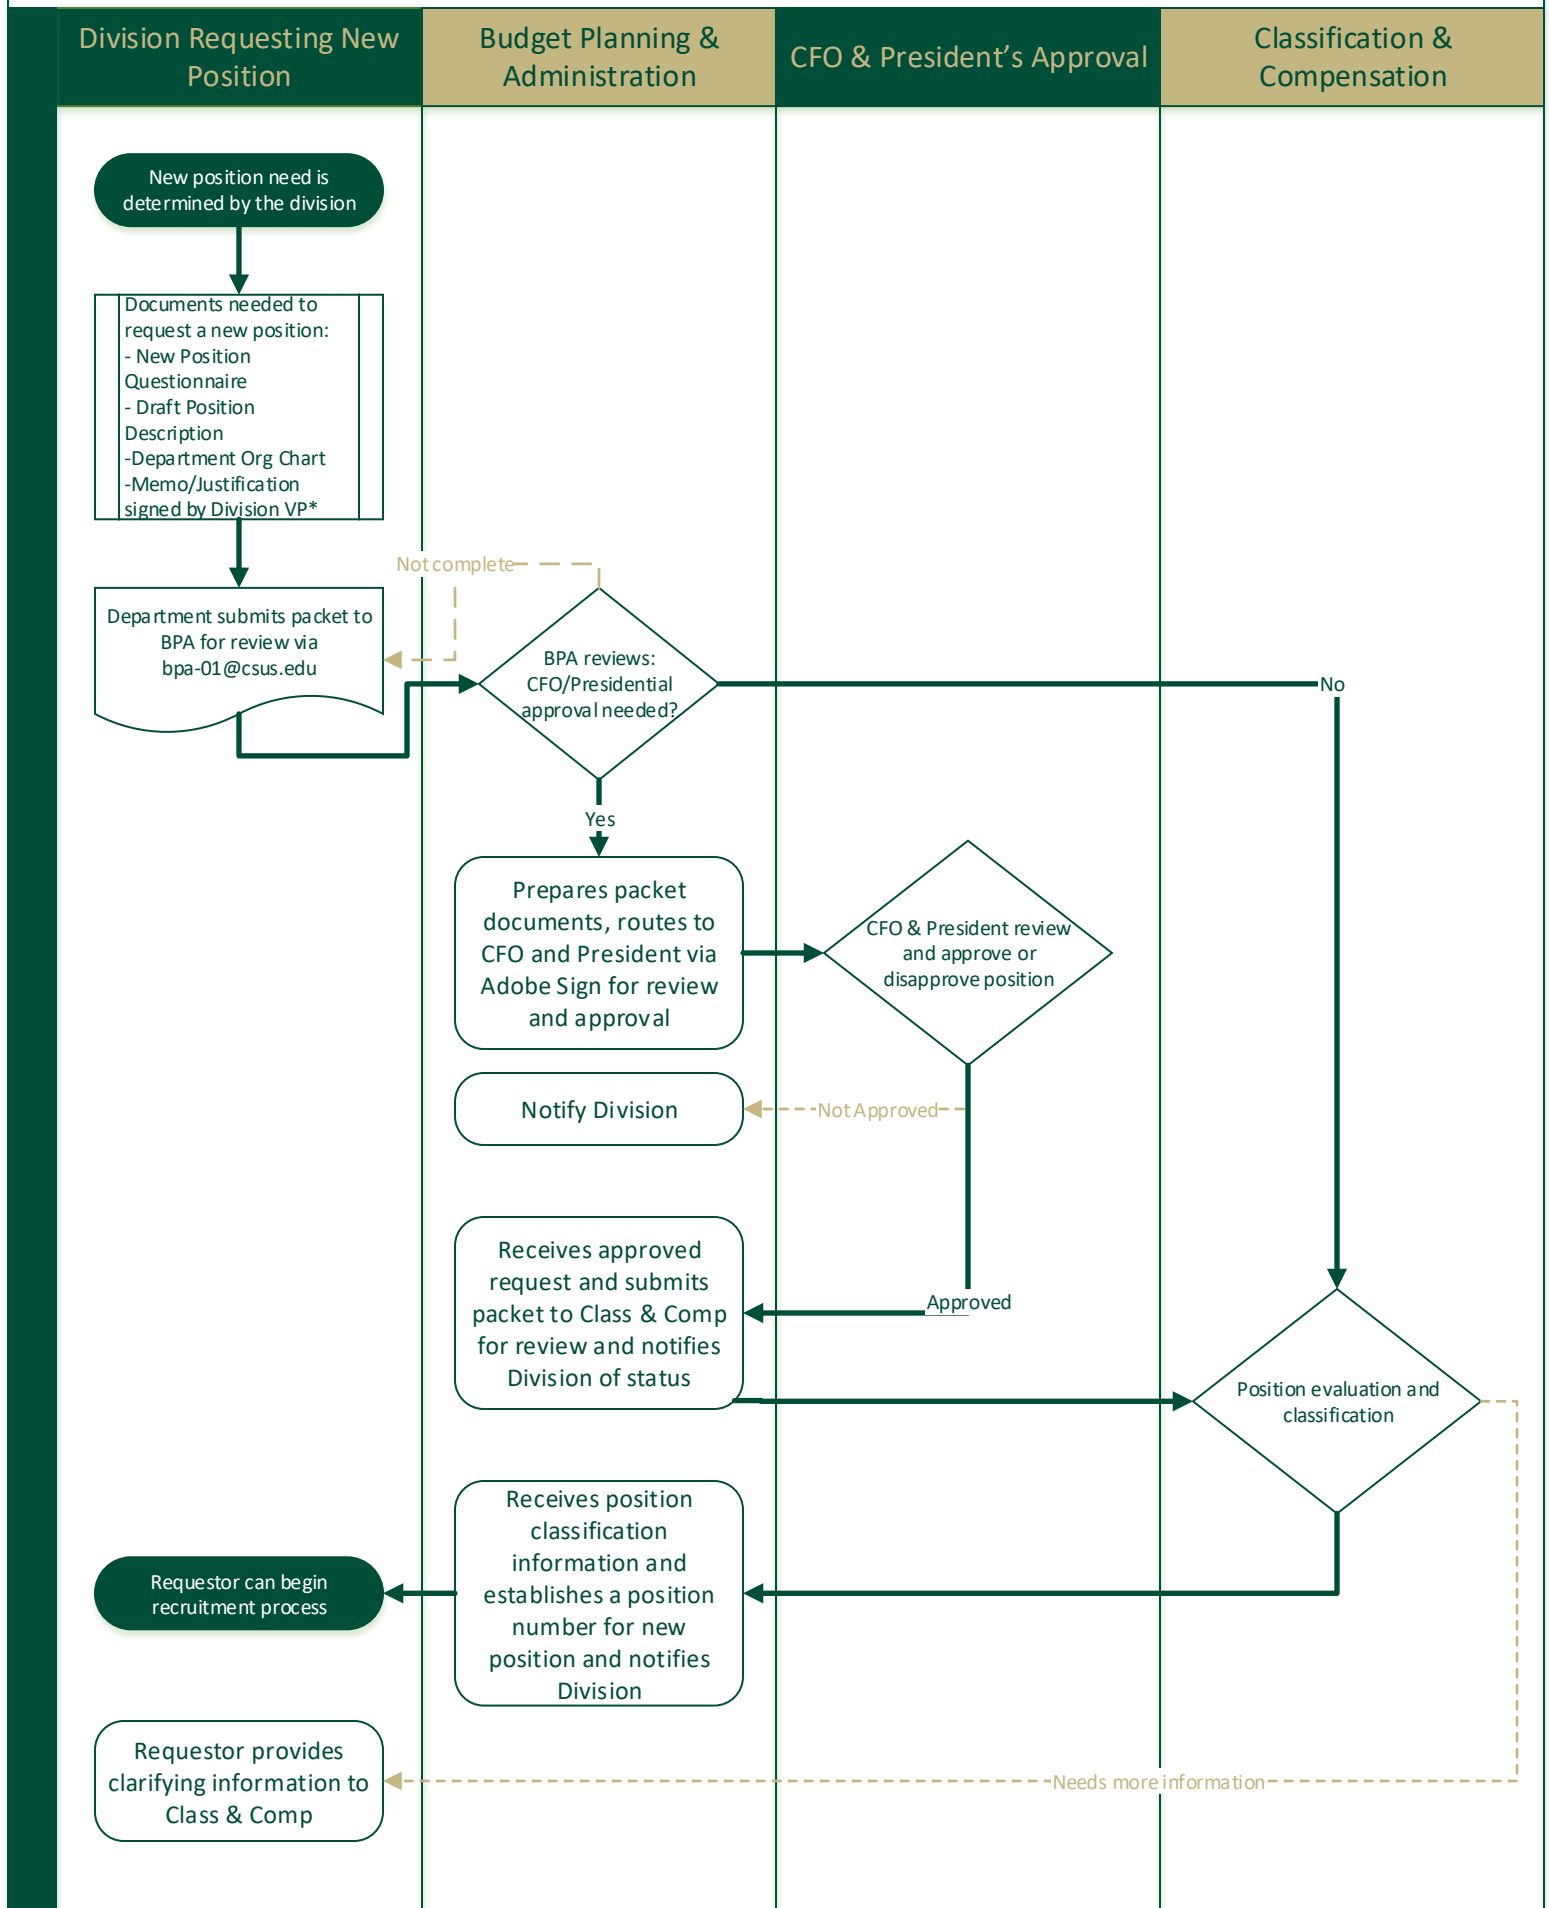 Division Requesting New
Position
Budget Planning &
Administration
CFO & President's Approval
Classification &
Compensation
New position need is
determined by the division
Documents needed to
request a new position:
- New Position
Questionnaire
- Draft Position
Description
-Department Org Chart
-Memo/Justification
signed by Division VP*
Not complete
Department submits packet to
BPA for review via
bpa-01@csus.edu
BPA reviews:
CFO/Presidential
approval needed?
No
Yes
Prepares packet
documents, routes to
CFO and President via
Adobe Sign for review
and approval
CFO & President review
and approve or
disapprove position
Notify Division
Not Approved
Receives approved
request and submits
packet to Class & Comp
for review and notifies
Division of status
Approved
Position evaluation and
classification
Receives position
classification
information and
establishes a position
number for new
position and notifies
Division
Requestor can begin
recruitment process
Requestor provides
clarifying information to
Class & Comp
Needs more information